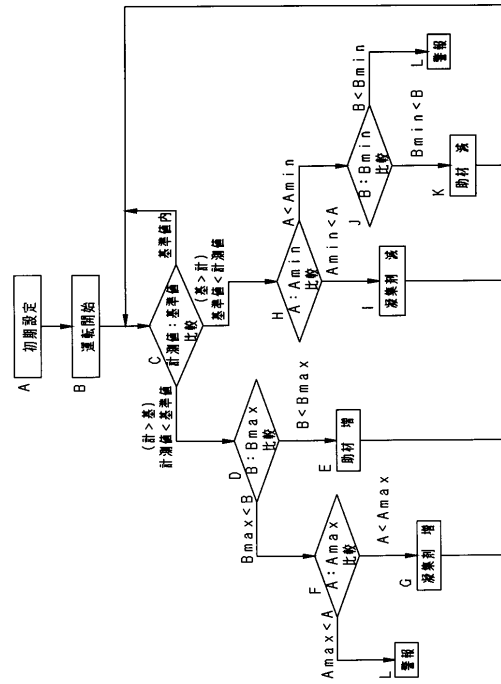 A
初期設定
B
運転開始
C
計測値：基準値
比較
基準値内
(計＞基)
計測値＜基準値
(基＞計)
基準値＜計測値
D
B：Bmax
比較
Bmax＜B
B＜Bmax
E
助材 増
F
A：Amax
比較
Amax＜A
A＜Amax
G
凝集剤 増
L
警報
H
A：Amin
比較
A＜Amin
Amin＜A
I
凝集剤 減
J
B：Bmin
比較
B＜Bmin
Bmin＜B
K
助材 減
L
警報